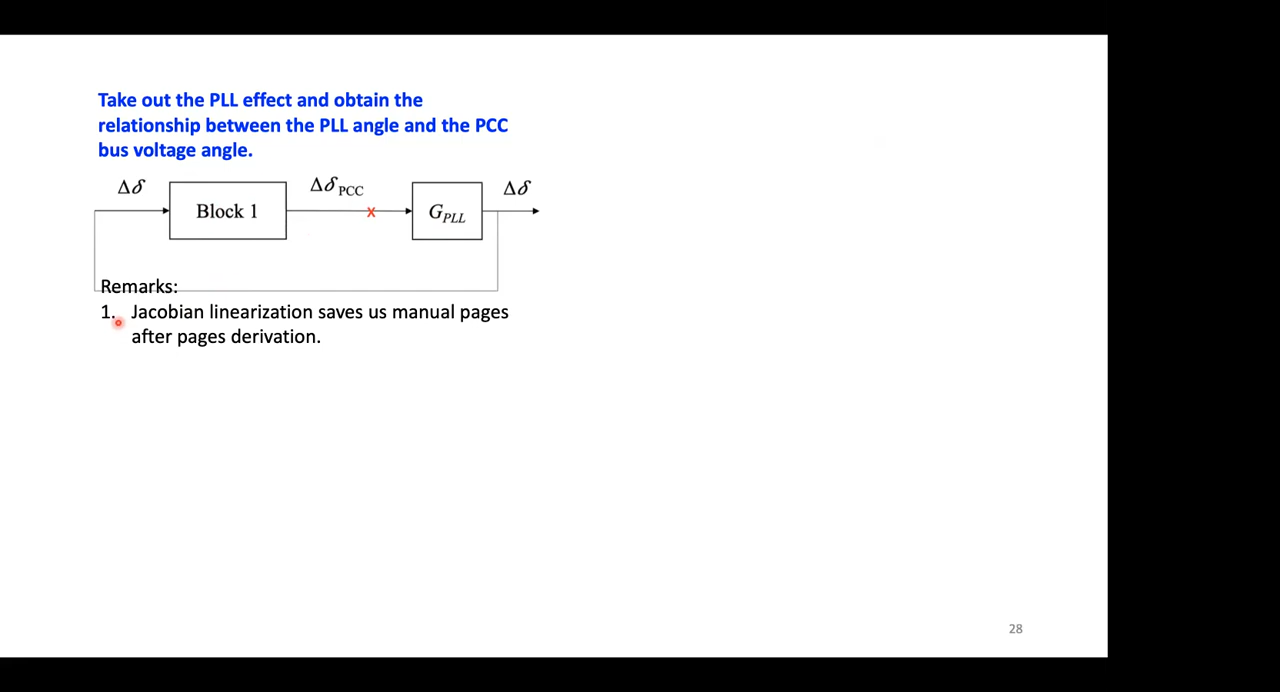 Take out the PLL effect and obtain the
relationship between the PLL angle and the PCC
bus voltage angle.
Δδ
Block 1
Δδ PCC
x
G PLL
Δδ
Remarks:
1. Jacobian linearization saves us manual pages
after pages derivation.
28